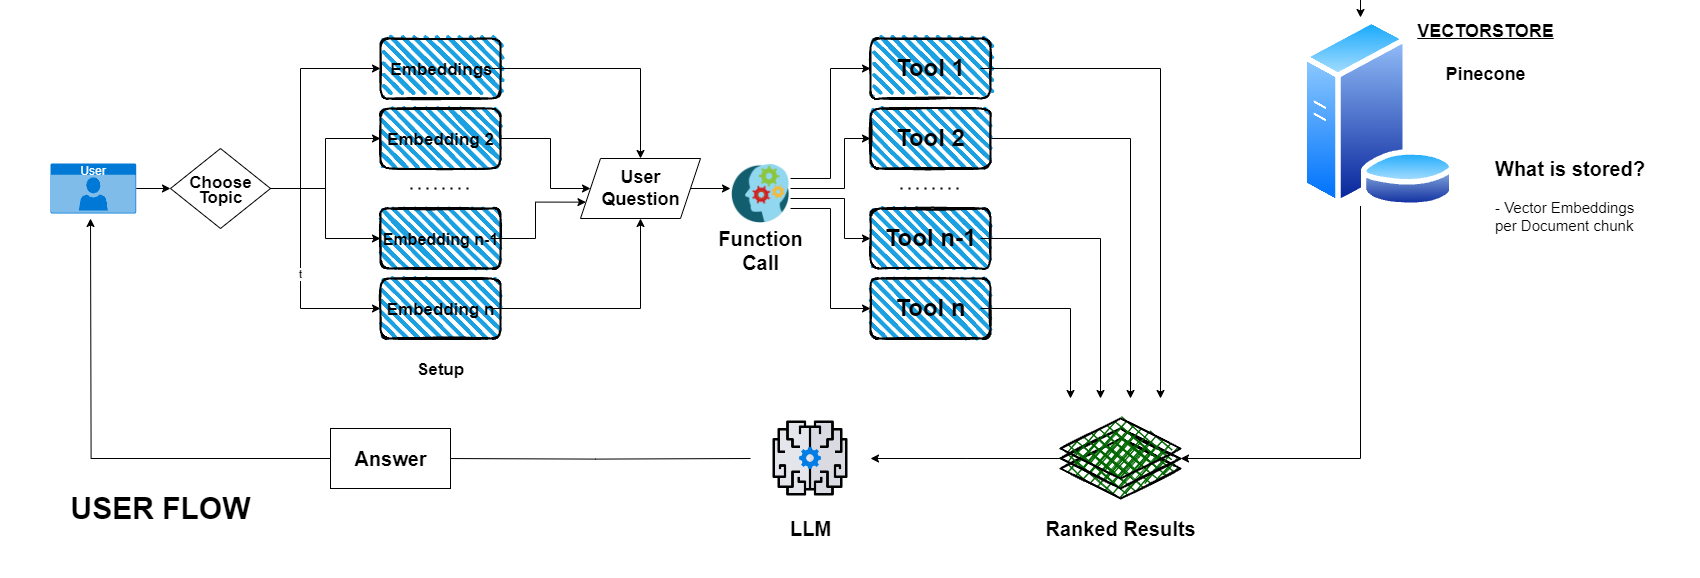 User
Choose
Topic
Embeddings
Embedding 2
. . . . . . . .
Embedding n-1
t
Embedding n
Setup
User
Question
Function
Call
Tool 1
Tool 2
. . . . . . . .
Tool n-1
Tool n
VECTORSTORE
Pinecone
What is stored?
- Vector Embeddings
per Document chunk
Answer
LLM
Ranked Results
USER FLOW